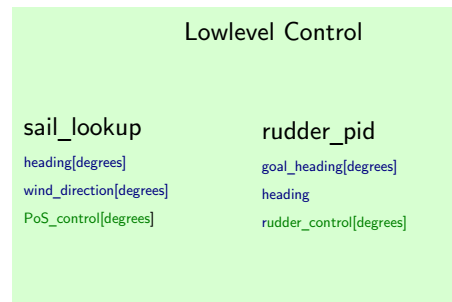 Lowlevel Control
sail_lookup
heading[degrees]
wind_direction[degrees]
PoS_control[degrees]
rudder_pid
goal_heading[degrees]
heading
rudder_control[degrees]